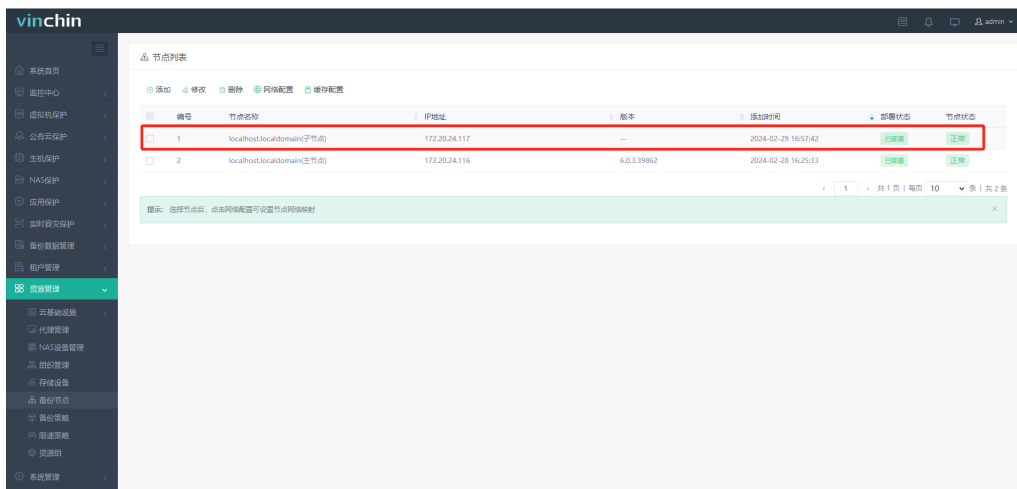 vinchin
admin
系统首页
监控中心
虚拟机保护
公有云保护
主机保护
NAS保护
应用保护
实时容灾保护
备份数据管理
租户管理
资源管理
云基础设施
代理管理
NAS设备管理
组织管理
存储设备
备份节点
备份策略
限速策略
资源组
系统管理
节点列表
添加 修改 删除 网络配置 缓存配置
编号 节点名称 IP地址 版本 添加时间 部署状态 节点状态
1 localhost.localdomain(子节点) 172.20.24.117 -- 2024-02-29 16:57:42 已部署 正常
2 localhost.localdomain(主节点) 172.20.24.116 6.0.3.39862 2024-02-28 16:25:33 已部署 正常
‹ 1 › 共1页 | 每页 10 条 | 共2条
提示: 选择节点后，点击网络配置可设置节点网络映射 ×